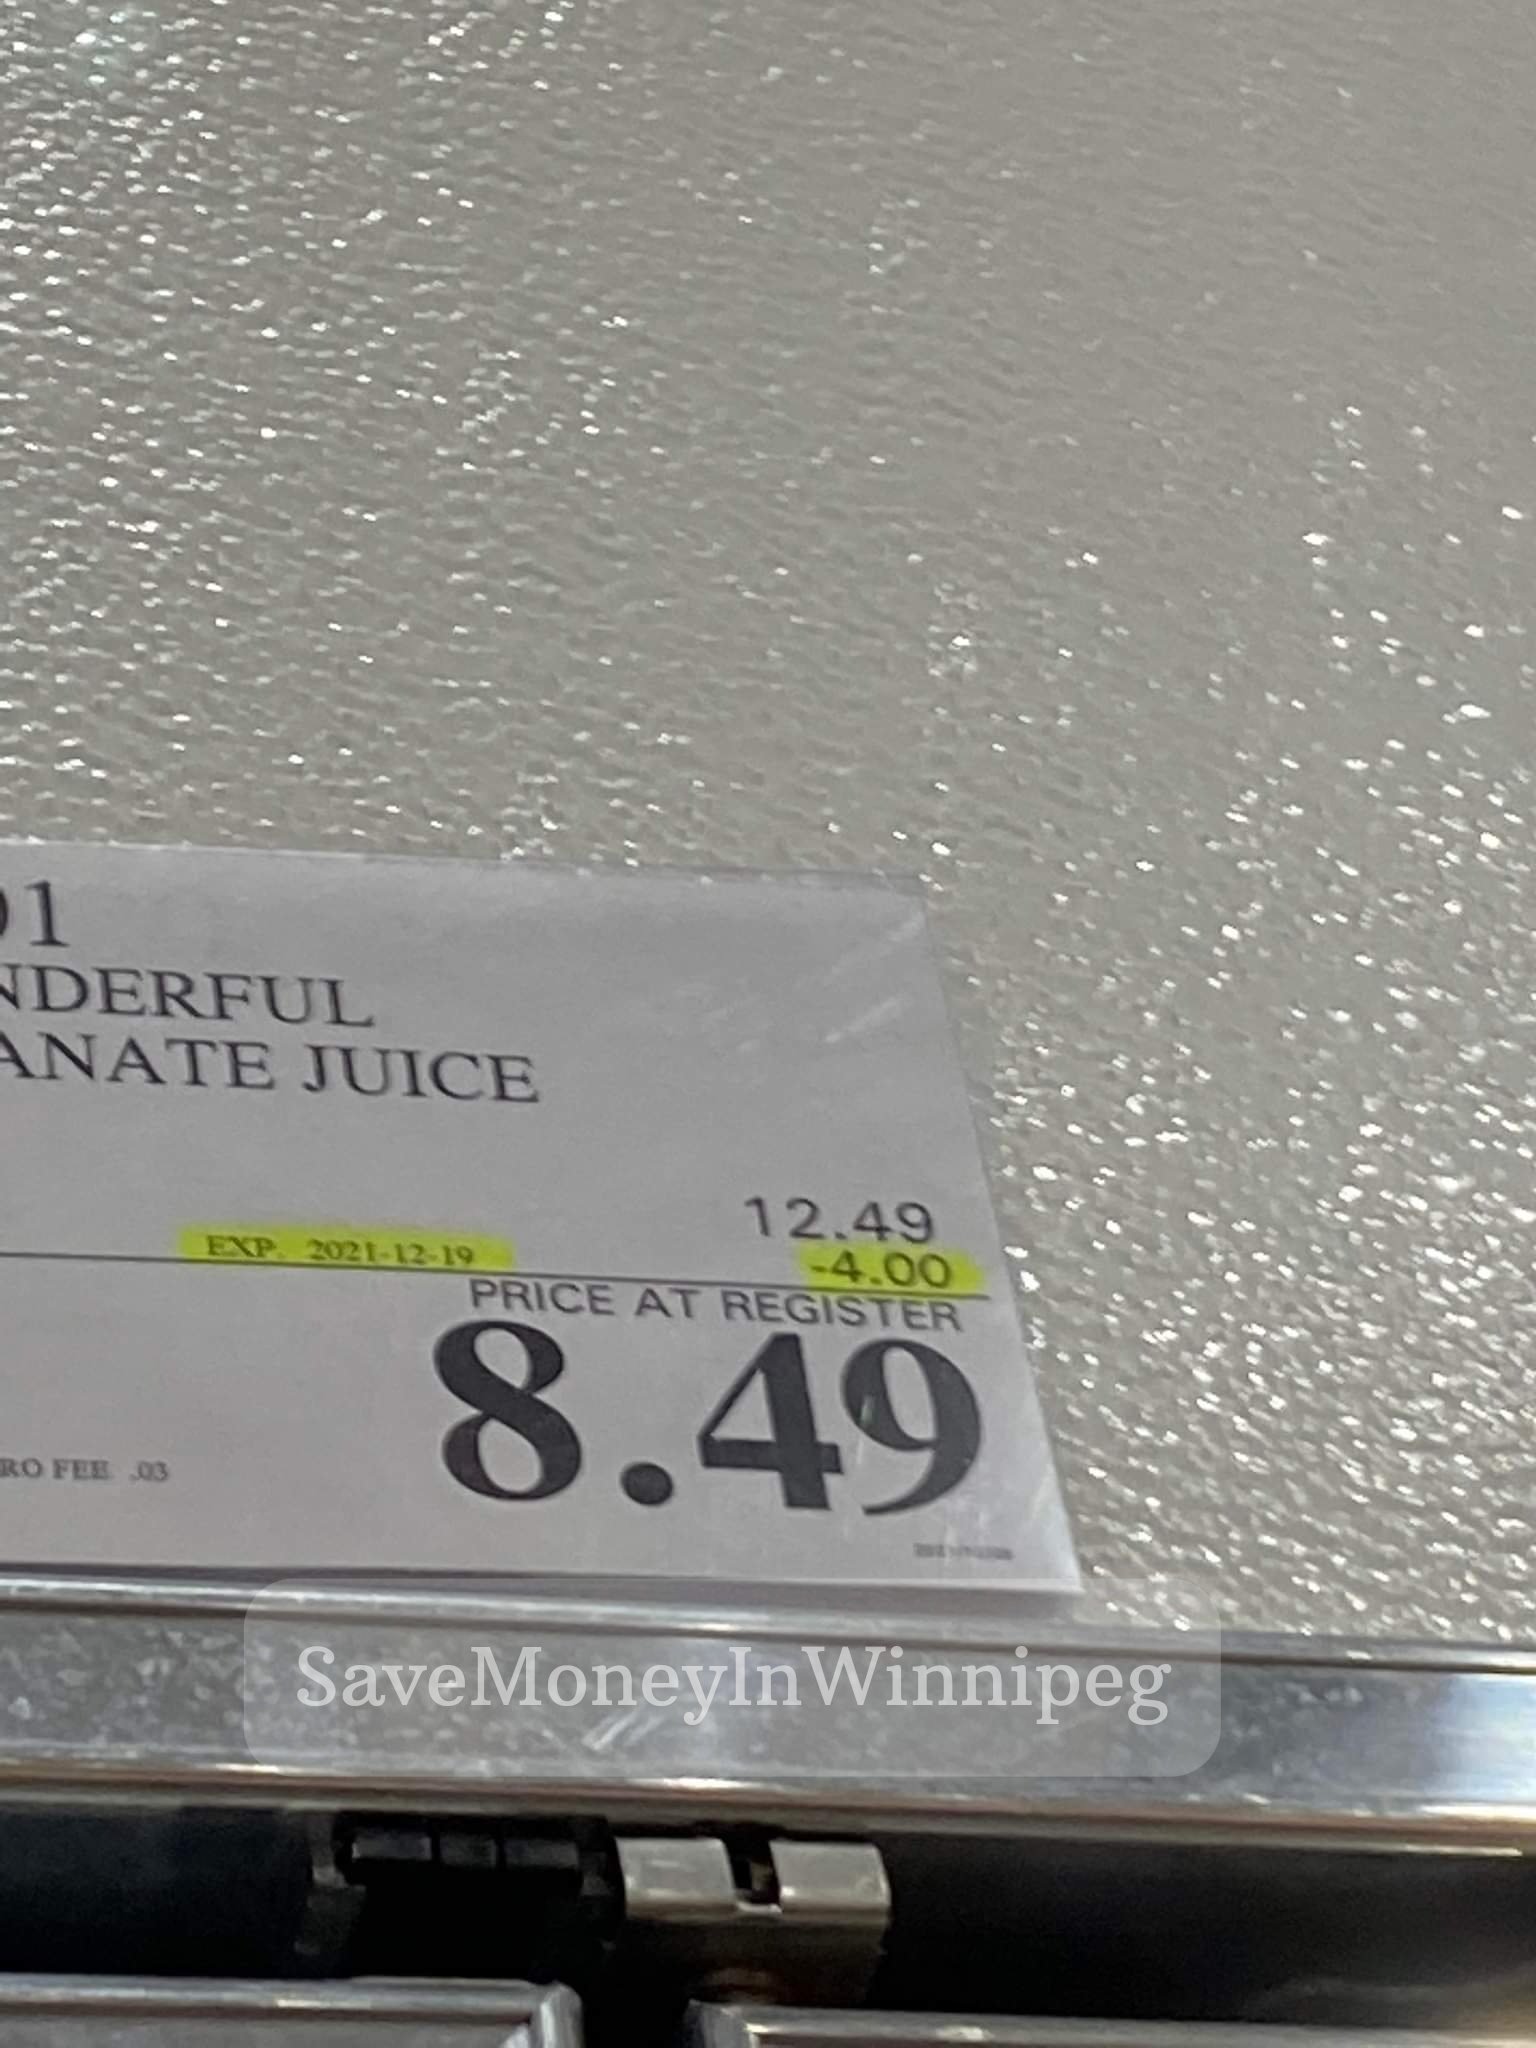 01
NDERFUL
ANATE JUICE
12.49
EXP. 2021-12-19 -4.00
PRICE AT REGISTER
8.49
RO FEE .03
SaveMoneyInWinnipeg